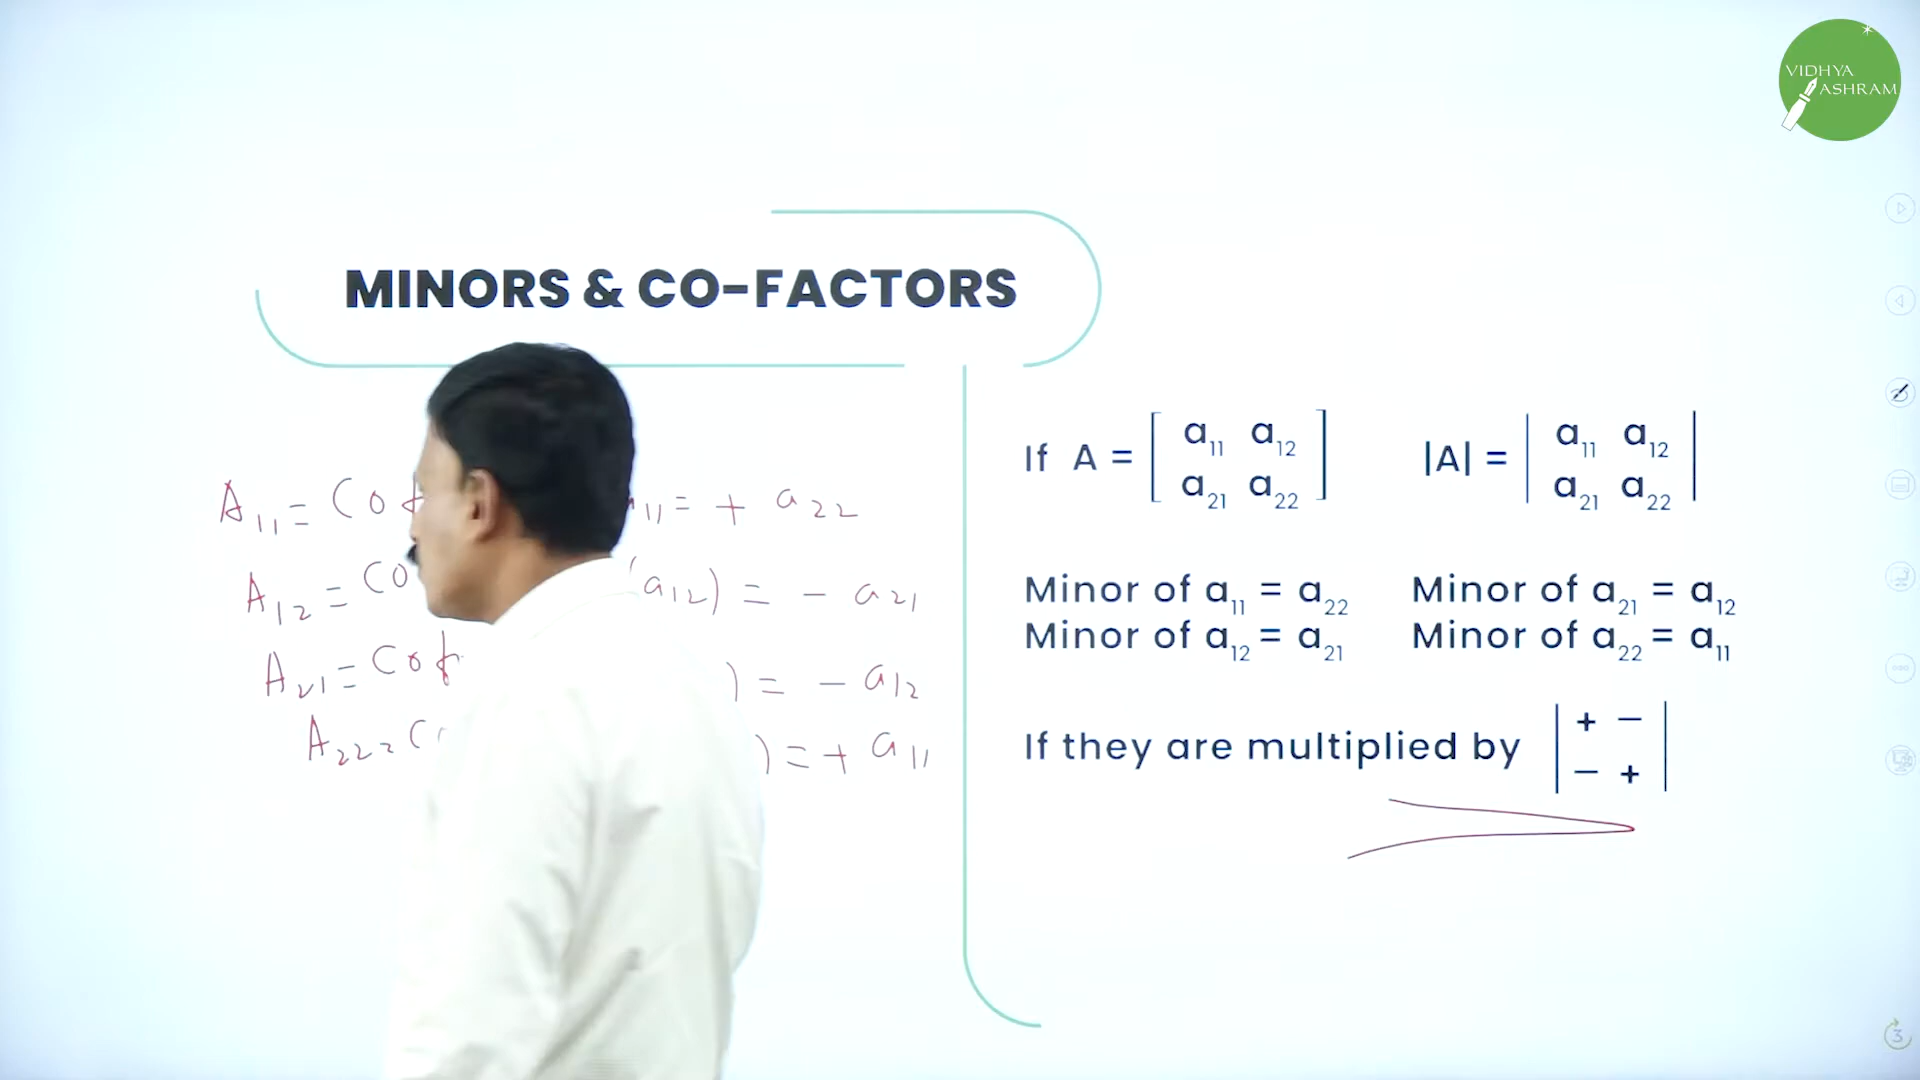 VIDHYA
ASHRAM
MINORS & CO-FACTORS
A₁₁ = Cof ₁₁ = + a₂₂
A₁₂ = Co (a₁₂) = - a₂₁
A₂₁ = Cof ) = - a₁₂
A₂₂ = C ) = + a₁₁
If A = [ a₁₁ a₁₂ |A| = | a₁₁ a₁₂ |
a₂₁ a₂₂ ] a₂₁ a₂₂ |
Minor of a₁₁ = a₂₂ Minor of a₂₁ = a₁₂
Minor of a₁₂ = a₂₁ Minor of a₂₂ = a₁₁
If they are multiplied by | + − |
| − + |
3